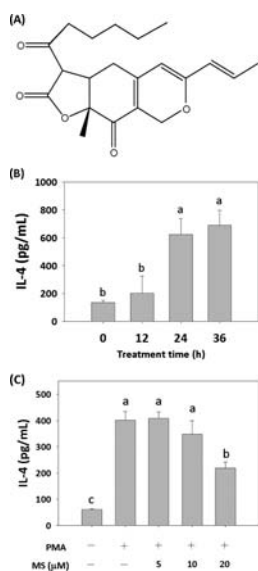 (A)
O
O
O
O
O
(B)
IL-4 (pg/mL)
1000
800
600
400
200
0
b
b
a
a
0 12 24 36
Treatment time (h)
(C)
IL-4 (pg/mL)
500
400
300
200
100
0
c
a
a
a
b
PMA − + + + +
MS (μM) − − 5 10 20